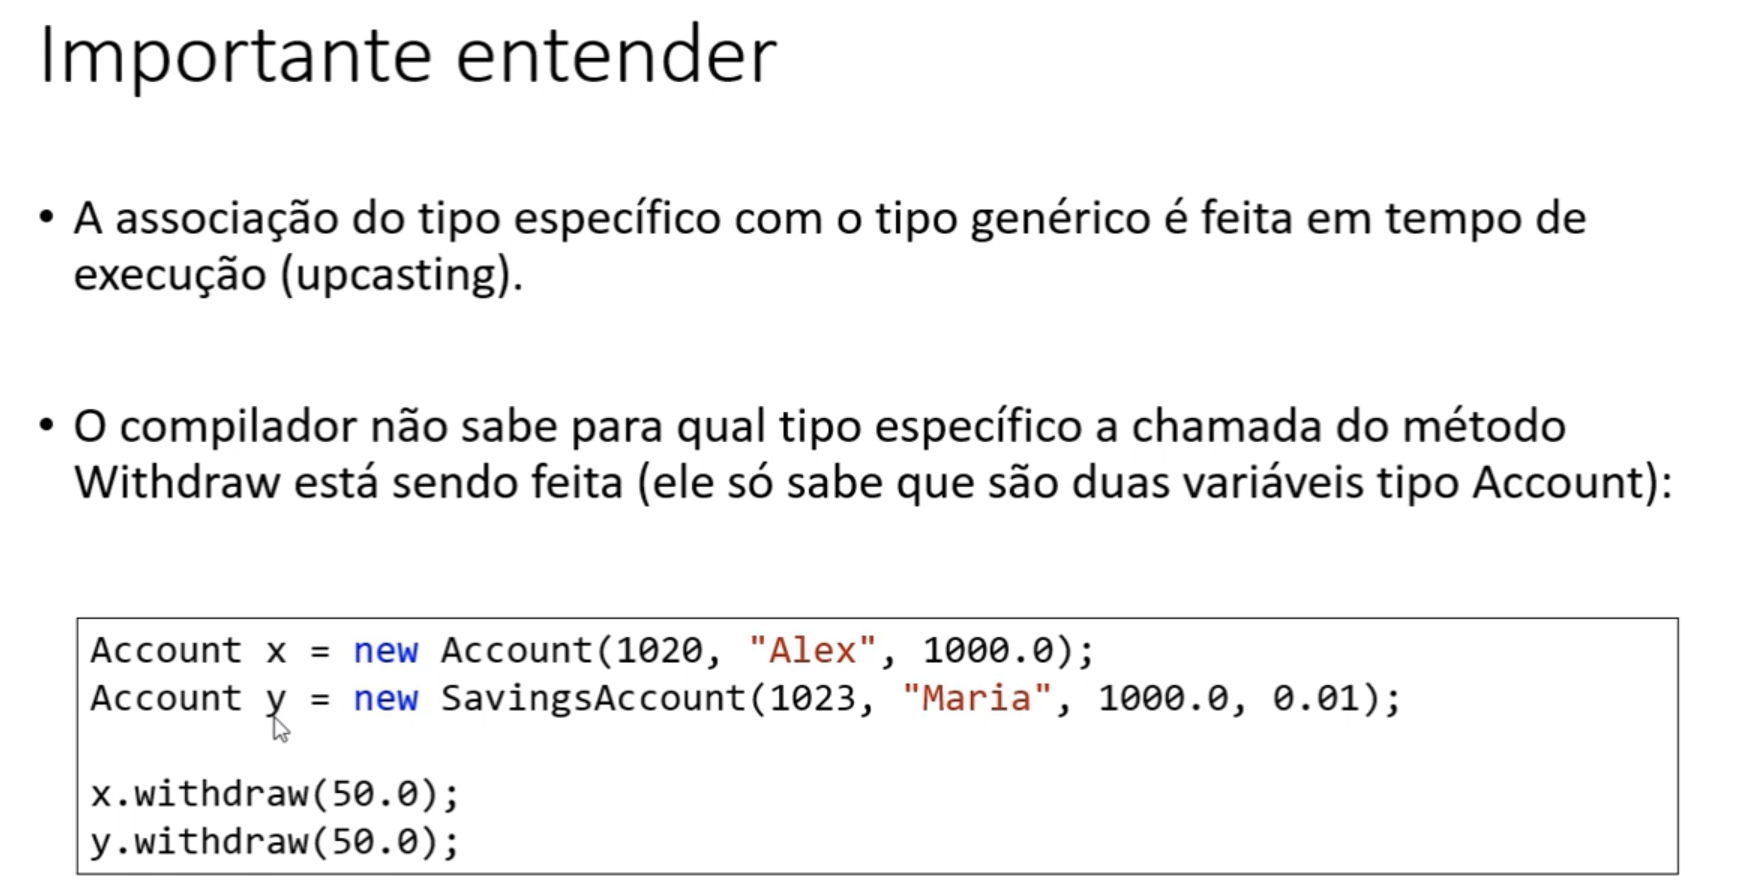 Importante entender
• A associação do tipo específico com o tipo genérico é feita em tempo de
execução (upcasting).
• O compilador não sabe para qual tipo específico a chamada do método
Withdraw está sendo feita (ele só sabe que são duas variáveis tipo Account):
Account x = new Account(1020, "Alex", 1000.0);
Account y = new SavingsAccount(1023, "Maria", 1000.0, 0.01);
x.withdraw(50.0);
y.withdraw(50.0);